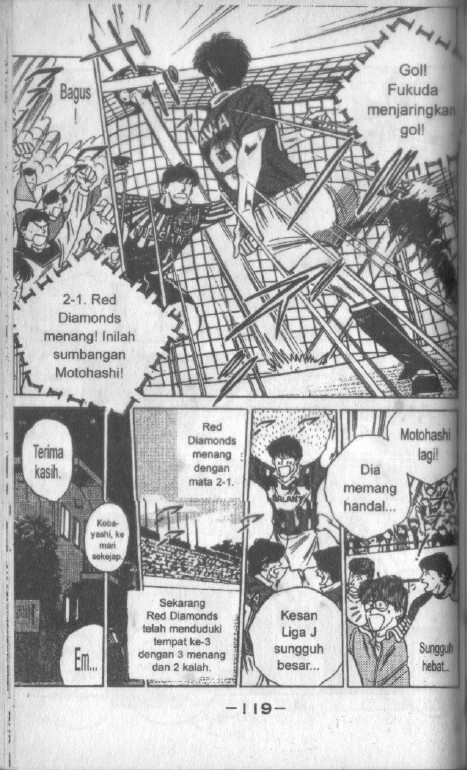 Gol!
Fukuda
menjaringkan
gol!
Bagus
!
2-1. Red
Diamonds
menang! Inilah
sumbangan
Motohashi!
Motohashi
lagi!
Dia
memang
handal...
Sungguh
hebat...
Kesan
Liga J
sungguh
besar...
Red
Diamonds
menang
dengan
mata 2-1.
Sekarang
Red Diamonds
telah menduduki
tempat ke-3
dengan 3 menang
dan 2 kalah.
Terima
kasih.
Koba-
yashi, ke
mari
sekejap.
Em...
-119-